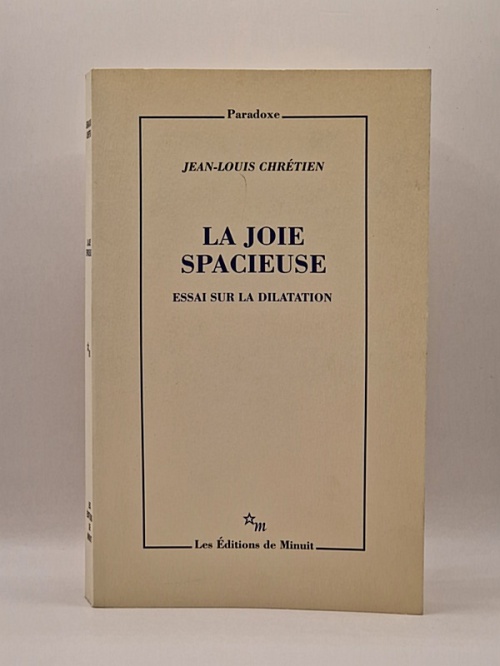 Paradoxe
JEAN-LOUIS CHRÉTIEN
LA JOIE
SPACIEUSE
ESSAI SUR LA DILATATION
m
Les Éditions de Minuit